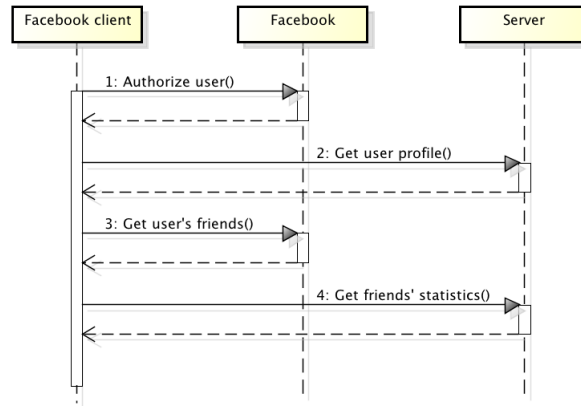 Facebook client
Facebook
Server
1: Authorize user()
2: Get user profile()
3: Get user's friends()
4: Get friends' statistics()